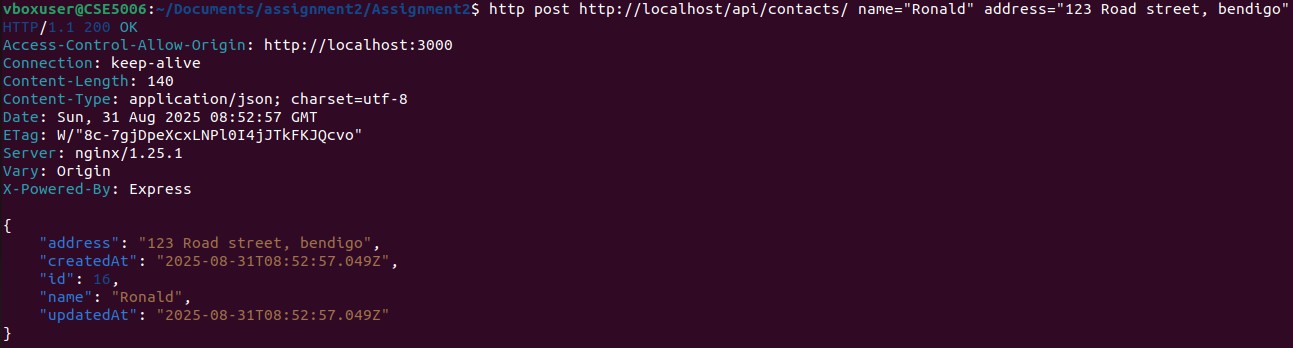 vboxuser@CSE5006:~/Documents/assignment2/Assignment2$ http post http://localhost/api/contacts/ name="Ronald" address="123 Road street, bendigo"
HTTP/1.1 200 OK
Access-Control-Allow-Origin: http://localhost:3000
Connection: keep-alive
Content-Length: 140
Content-Type: application/json; charset=utf-8
Date: Sun, 31 Aug 2025 08:52:57 GMT
ETag: W/"8c-7gjDpeXcxLNPl0I4jJTkFKJQcvo"
Server: nginx/1.25.1
Vary: Origin
X-Powered-By: Express

{
    "address": "123 Road street, bendigo",
    "createdAt": "2025-08-31T08:52:57.049Z",
    "id": 16,
    "name": "Ronald",
    "updatedAt": "2025-08-31T08:52:57.049Z"
}